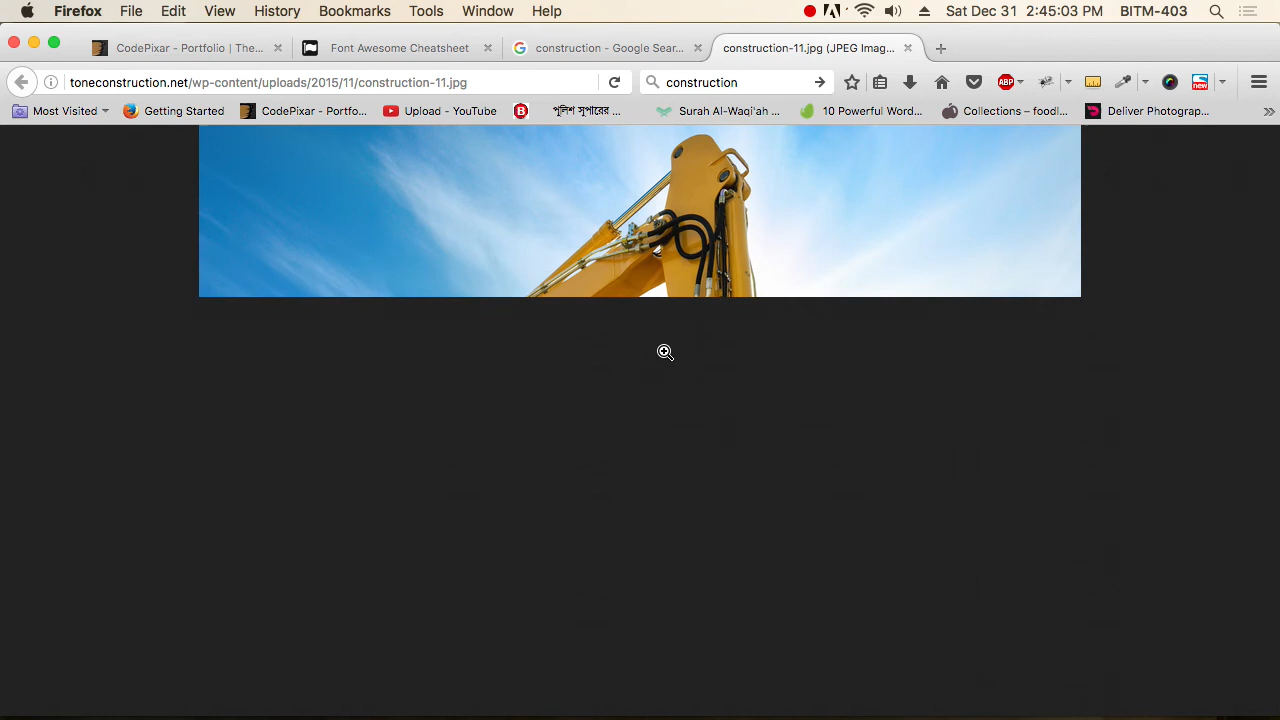 Firefox File Edit View History Bookmarks Tools Window Help Sat Dec 31 2:45:03 PM BITM-403
CodePixar - Portfolio | The... Font Awesome Cheatsheet construction - Google Sear... construction-11.jpg (JPEG Imag...
toneconstruction.net/wp-content/uploads/2015/11/construction-11.jpg construction ABP new
Most Visited Getting Started CodePixar - Portfo... Upload - YouTube B পুলিশ সুপারের ... Surah Al-Waqi'ah ... 10 Powerful Word... Collections – foodl... Deliver Photograp...